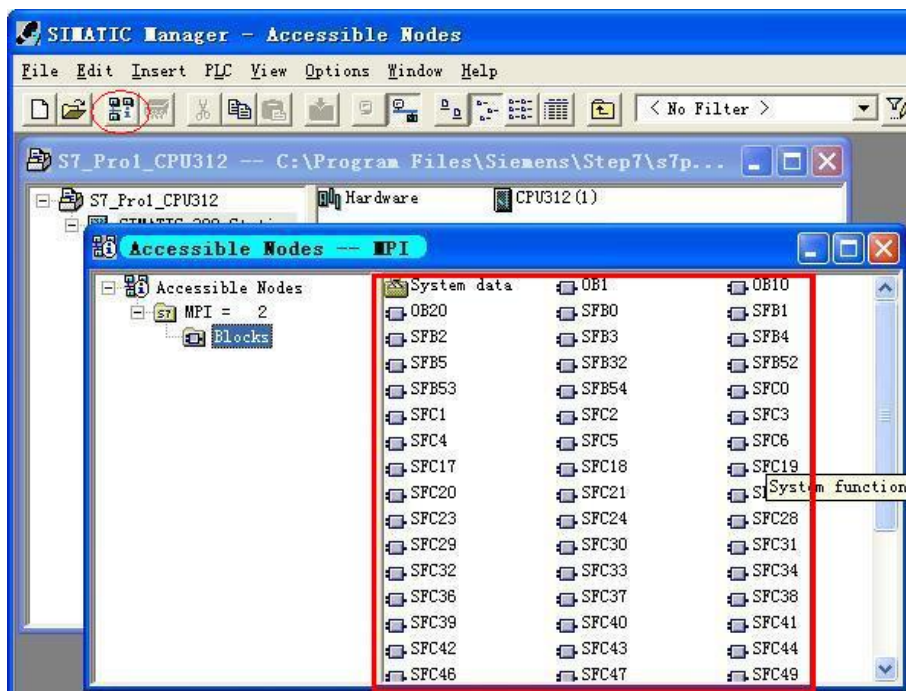 SIMATIC Manager - Accessible Nodes
File Edit Insert PLC View Options Window Help
< No Filter >
S7_Pro1_CPU312 -- C:\Program Files\Siemens\Step7\s7p...
S7_Pro1_CPU312 Hardware CPU312(1)
Accessible Nodes -- MPI
Accessible Nodes
MPI = 2
Blocks
System data OB1 OB10
OB20 SFB0 SFB1
SFB2 SFB3 SFB4
SFB5 SFB32 SFB52
SFB53 SFB54 SFC0
SFC1 SFC2 SFC3
SFC4 SFC5 SFC6
SFC17 SFC18 SFC19
SFC20 SFC21
System function
SFC23 SFC24 SFC28
SFC29 SFC30 SFC31
SFC32 SFC33 SFC34
SFC36 SFC37 SFC38
SFC39 SFC40 SFC41
SFC42 SFC43 SFC44
SFC46 SFC47 SFC49